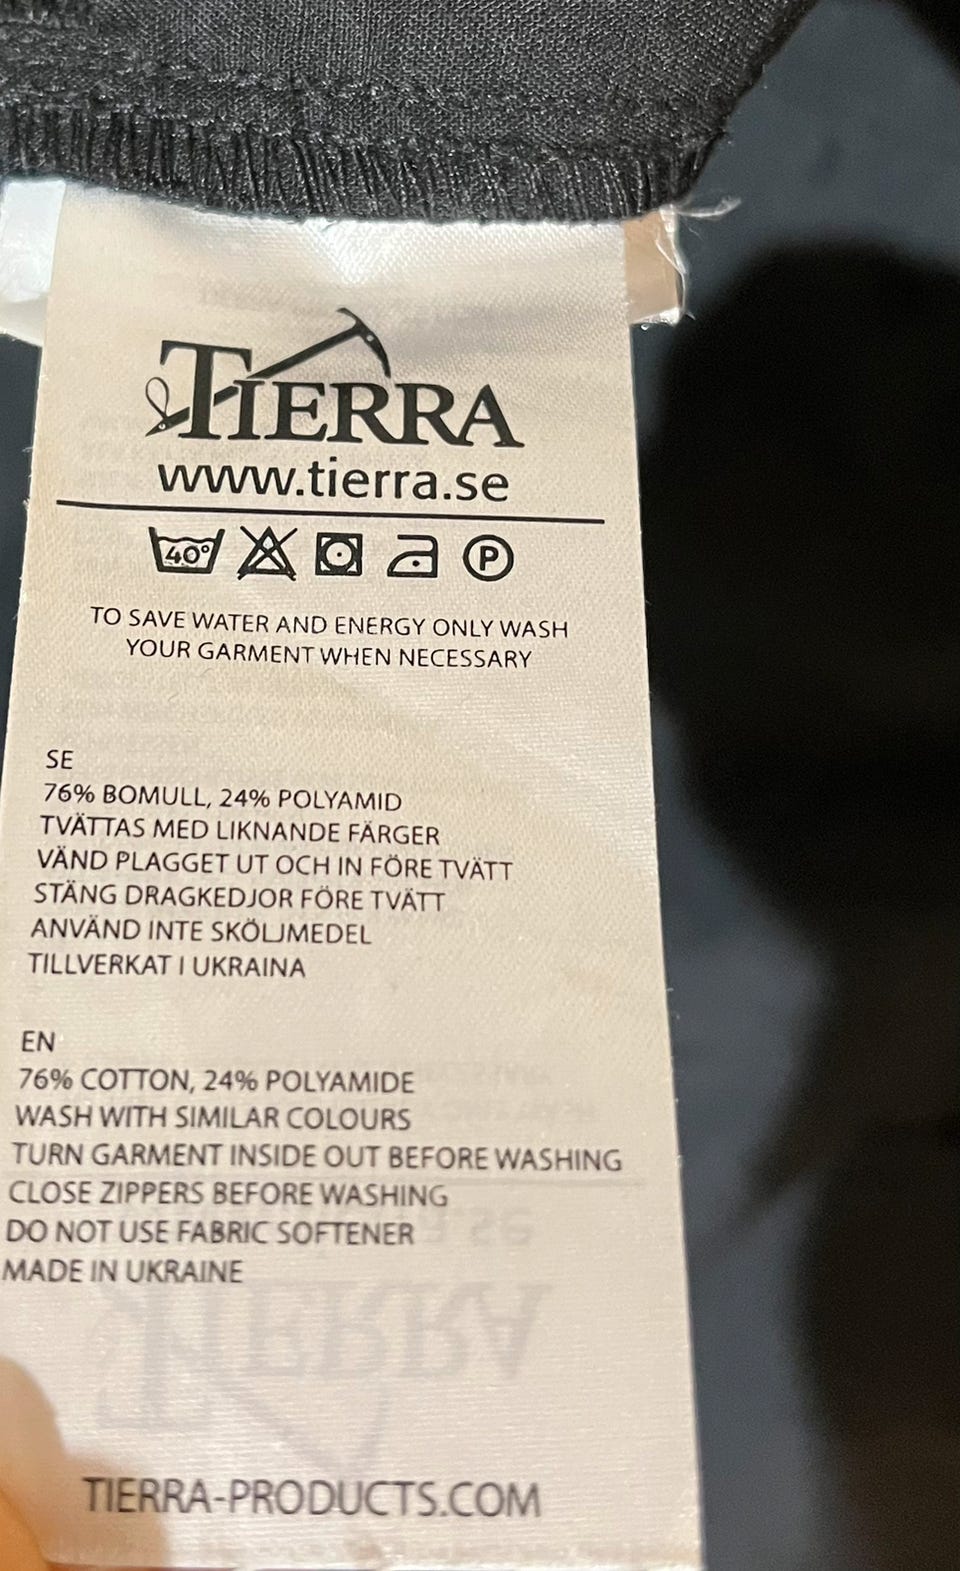 TIERRA
www.tierra.se
40° P
TO SAVE WATER AND ENERGY ONLY WASH
YOUR GARMENT WHEN NECESSARY
SE
76% BOMULL, 24% POLYAMID
TVÄTTAS MED LIKNANDE FÄRGER
VÄND PLAGGET UT OCH IN FÖRE TVÄTT
STÄNG DRAGKEDJOR FÖRE TVÄTT
ANVÄND INTE SKÖLJMEDEL
TILLVERKAT I UKRAINA
EN
76% COTTON, 24% POLYAMIDE
WASH WITH SIMILAR COLOURS
TURN GARMENT INSIDE OUT BEFORE WASHING
CLOSE ZIPPERS BEFORE WASHING
DO NOT USE FABRIC SOFTENER
MADE IN UKRAINE
TIERRA-PRODUCTS.COM